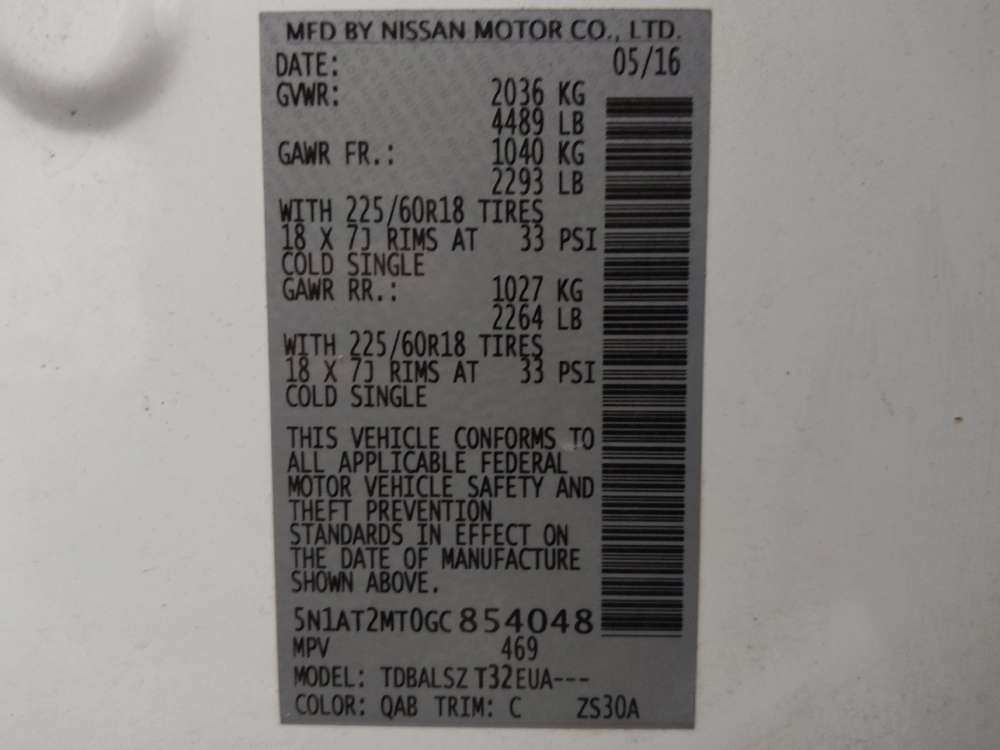 MFD BY NISSAN MOTOR CO., LTD.
DATE: 05/16
GVWR: 2036 KG
4489 LB
GAWR FR.: 1040 KG
2293 LB
WITH 225/60R18 TIRES
18 X 7J RIMS AT 33 PSI
COLD SINGLE
GAWR RR.: 1027 KG
2264 LB
WITH 225/60R18 TIRES
18 X 7J RIMS AT 33 PSI
COLD SINGLE
THIS VEHICLE CONFORMS TO
ALL APPLICABLE FEDERAL
MOTOR VEHICLE SAFETY AND
THEFT PREVENTION
STANDARDS IN EFFECT ON
THE DATE OF MANUFACTURE
SHOWN ABOVE.
5N1AT2MT0GC854048
MPV 469
MODEL: TDBALSZ T32EUA---
COLOR: QAB TRIM: C ZS30A